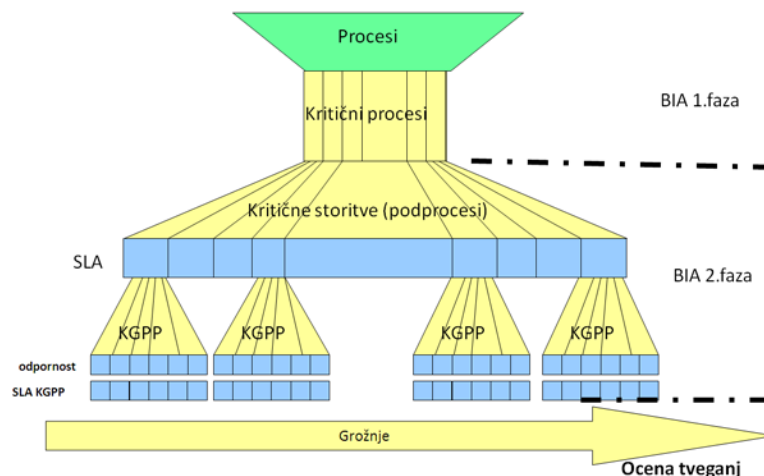 Procesi
Kritični procesi
BIA 1.faza
Kritične storitve (podprocesi)
SLA
BIA 2.faza
KGPP KGPP KGPP KGPP
odpornost
SLA KGPP
Grožnje
Ocena tveganj